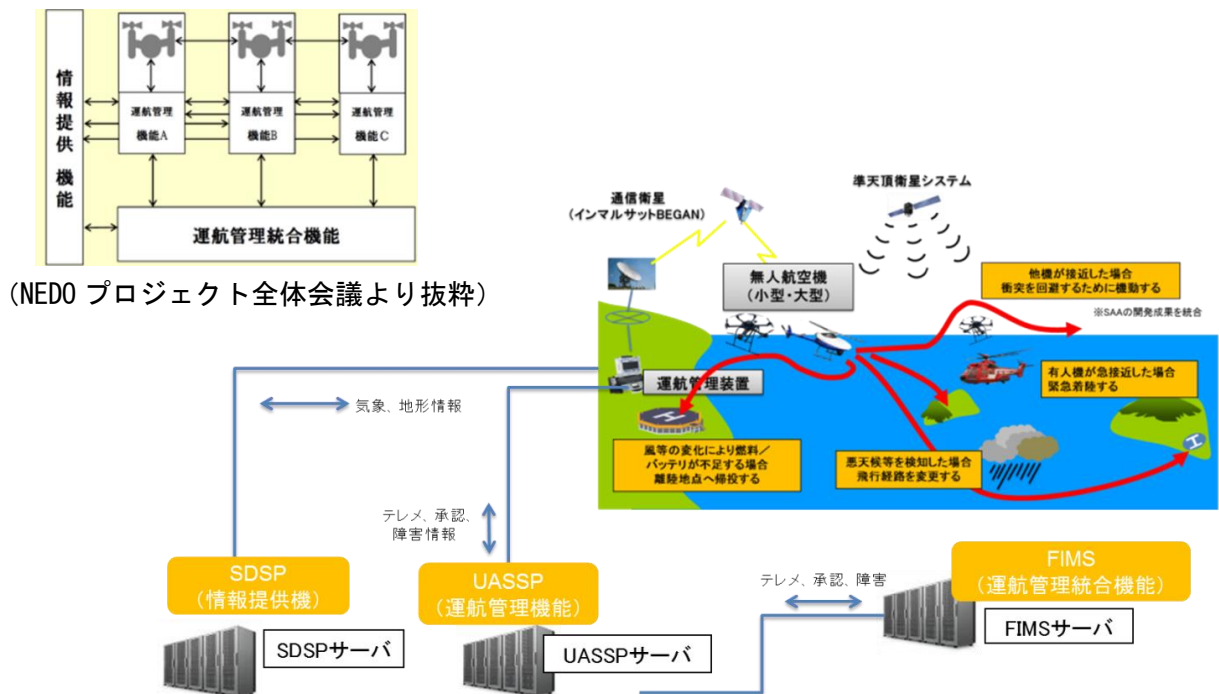 情報提供 機能
運航管理
機能A
運航管理
機能B
運航管理
機能C
運航管理統合機能
(NEDO プロジェクト全体会議より抜粋)
通信衛星
(インマルサットBEGAN)
準天頂衛星システム
無人航空機
(小型・大型)
他機が接近した場合
衝突を回避するために機動する
※SAAの開発成果を統合
有人機が急接近した場合
緊急着陸する
運航管理装置
H
風等の変化により燃料/
バッテリが不足する場合
離陸地点へ帰投する
悪天候等を検知した場合
飛行経路を変更する
H
気象、地形情報
テレメ、承認、
障害情報
SDSP
(情報提供機)
SDSPサーバ
UASSP
(運航管理機能)
UASSPサーバ
テレメ、承認、障害
FIMS
(運航管理統合機能)
FIMSサーバ